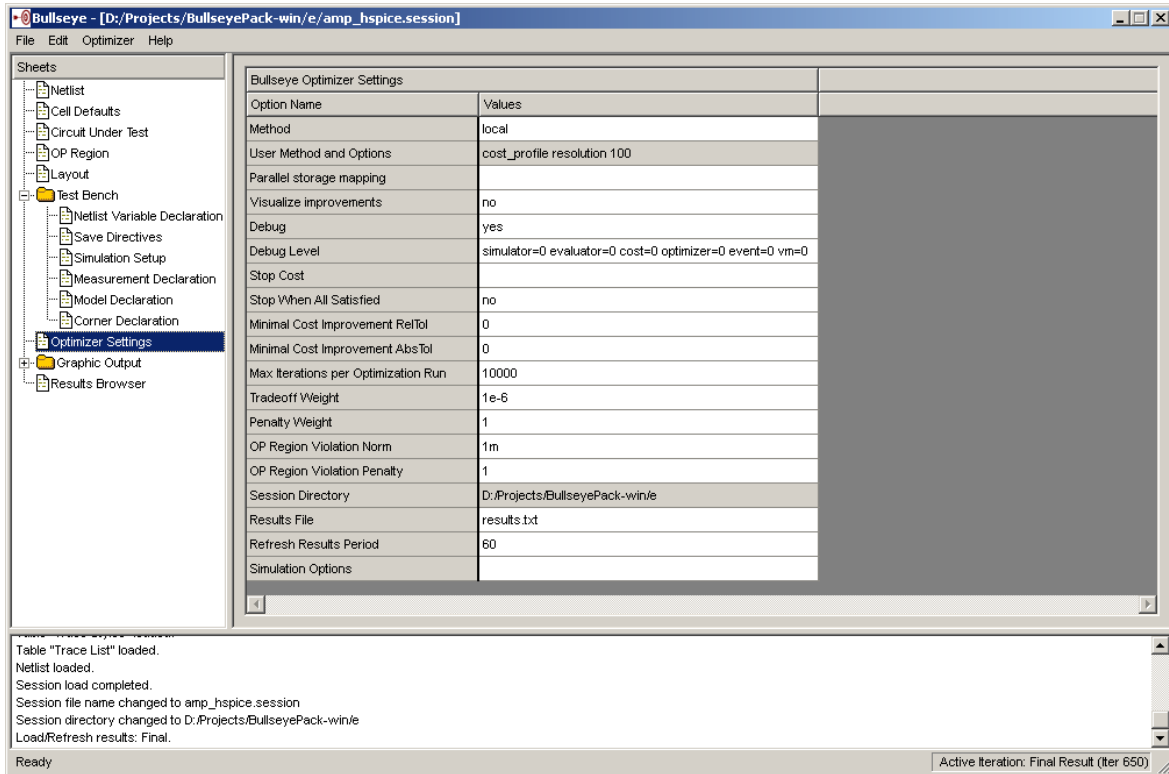 Bullseye - [D:/Projects/BullseyePack-win/e/amp_hspice.session]
File Edit Optimizer Help
Sheets
Netlist
Cell Defaults
Circuit Under Test
OP Region
Layout
Test Bench
Netlist Variable Declaration
Save Directives
Simulation Setup
Measurement Declaration
Model Declaration
Corner Declaration
Optimizer Settings
Graphic Output
Results Browser
Bullseye Optimizer Settings
Option Name Values
Method local
User Method and Options cost_profile resolution 100
Parallel storage mapping
Visualize improvements no
Debug yes
Debug Level simulator=0 evaluator=0 cost=0 optimizer=0 event=0 vm=0
Stop Cost
Stop When All Satisfied no
Minimal Cost Improvement RelTol 0
Minimal Cost Improvement AbsTol 0
Max Iterations per Optimization Run 10000
Tradeoff Weight 1e-6
Penalty Weight 1
OP Region Violation Norm 1m
OP Region Violation Penalty 1
Session Directory D:/Projects/BullseyePack-win/e
Results File results.txt
Refresh Results Period 60
Simulation Options
Table "Trace List" loaded.
Netlist loaded.
Session load completed.
Session file name changed to amp_hspice.session
Session directory changed to D:/Projects/BullseyePack-win/e
Load/Refresh results: Final.
Ready Active Iteration: Final Result (Iter 650)